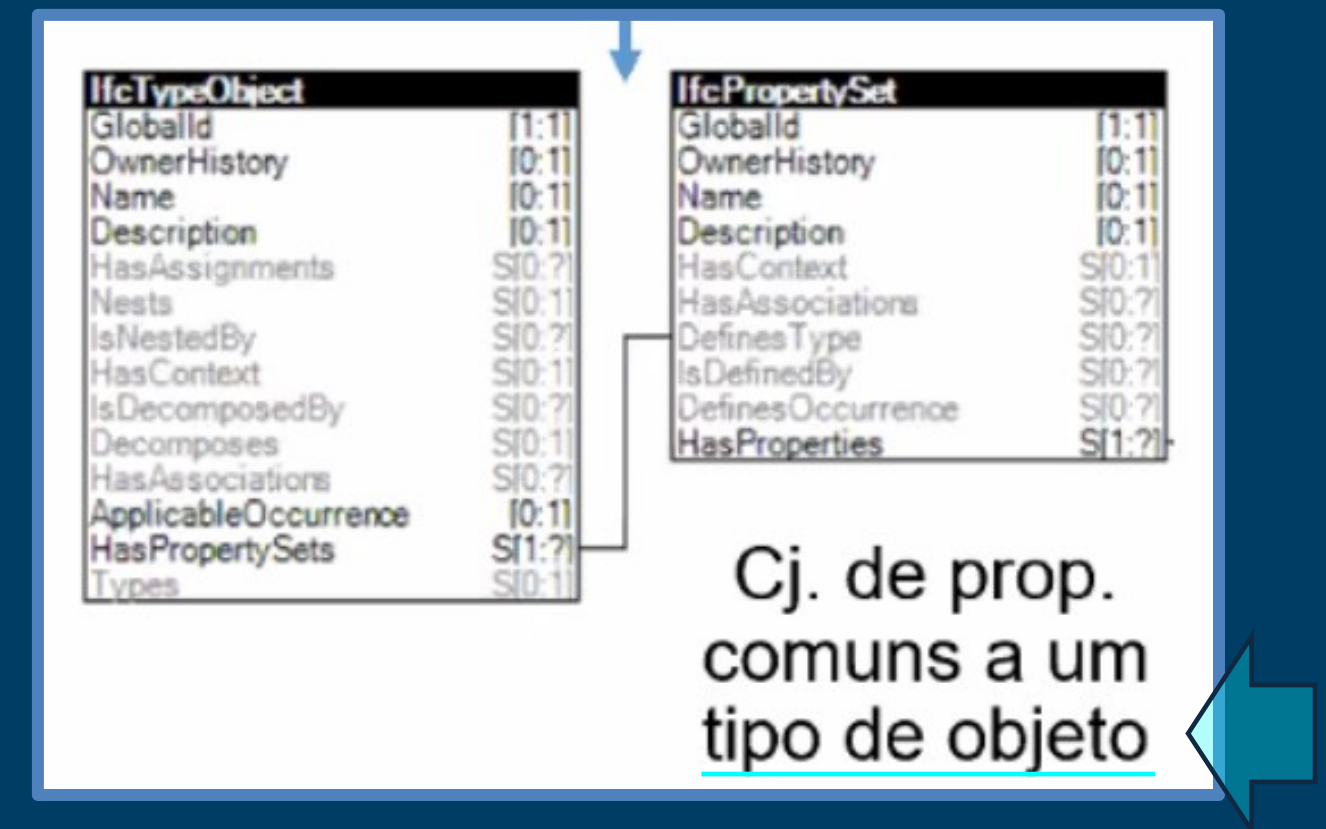 IfcTypeObject
GlobalId [1:1]
OwnerHistory [0:1]
Name [0:1]
Description [0:1]
HasAssignments S[0:?]
Nests S[0:1]
IsNestedBy S[0:?]
HasContext S[0:1]
IsDecomposedBy S[0:?]
Decomposes S[0:1]
HasAssociations S[0:?]
ApplicableOccurrence [0:1]
HasPropertySets S[1:?]
Types S[0:1]
IfcPropertySet
GlobalId [1:1]
OwnerHistory [0:1]
Name [0:1]
Description [0:1]
HasContext S[0:1]
HasAssociations S[0:?]
DefinesType S[0:?]
IsDefinedBy S[0:?]
DefinesOccurrence S[0:?]
HasProperties S[1:?]
Cj. de prop.
comuns a um
tipo de objeto